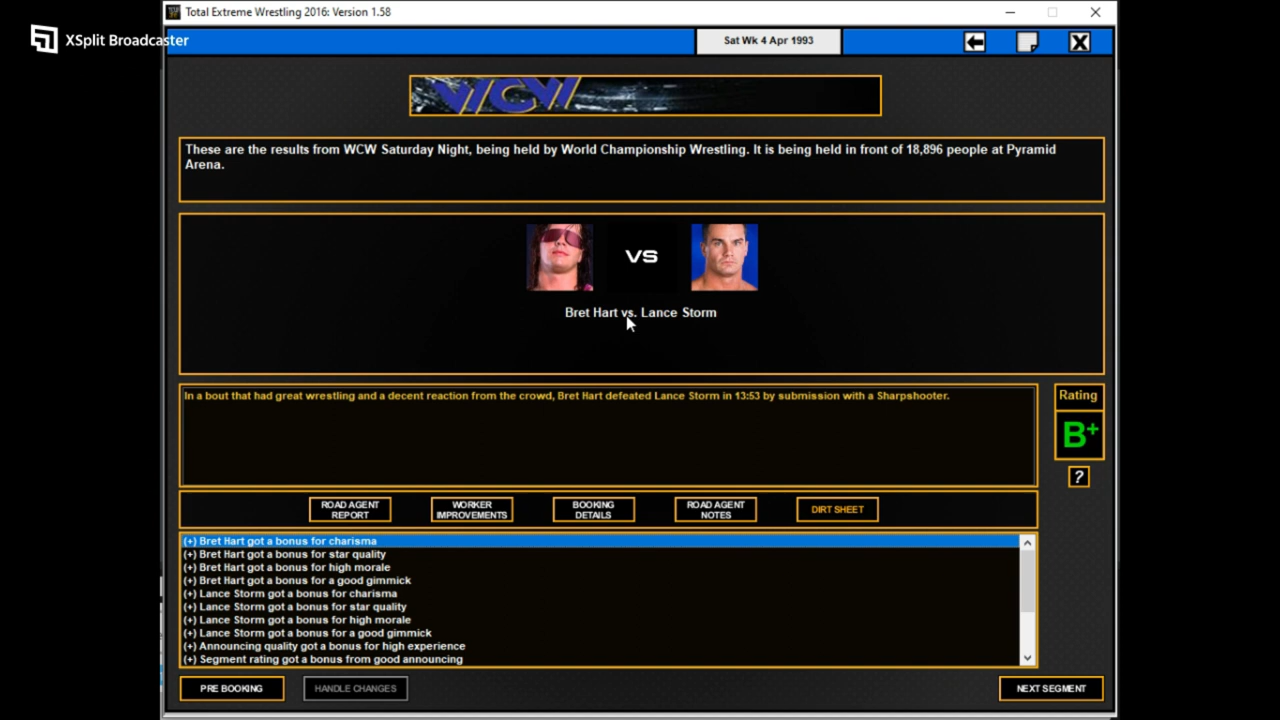 Total Extreme Wrestling 2016: Version 1.58
XSplit Broadcaster
Sat Wk 4 Apr 1993
WCW
These are the results from WCW Saturday Night, being held by World Championship Wrestling. It is being held in front of 18,896 people at Pyramid
Arena.
VS
Bret Hart vs. Lance Storm
In a bout that had great wrestling and a decent reaction from the crowd, Bret Hart defeated Lance Storm in 13:53 by submission with a Sharpshooter.
Rating
B+
?
ROAD AGENT
REPORT
WORKER
IMPROVEMENTS
BOOKING
DETAILS
ROAD AGENT
NOTES
DIRT SHEET
(+) Bret Hart got a bonus for charisma
(+) Bret Hart got a bonus for star quality
(+) Bret Hart got a bonus for high morale
(+) Bret Hart got a bonus for a good gimmick
(+) Lance Storm got a bonus for charisma
(+) Lance Storm got a bonus for star quality
(+) Lance Storm got a bonus for high morale
(+) Lance Storm got a bonus for a good gimmick
(+) Announcing quality got a bonus for high experience
(+) Segment rating got a bonus from good announcing
PRE BOOKING
HANDLE CHANGES
NEXT SEGMENT